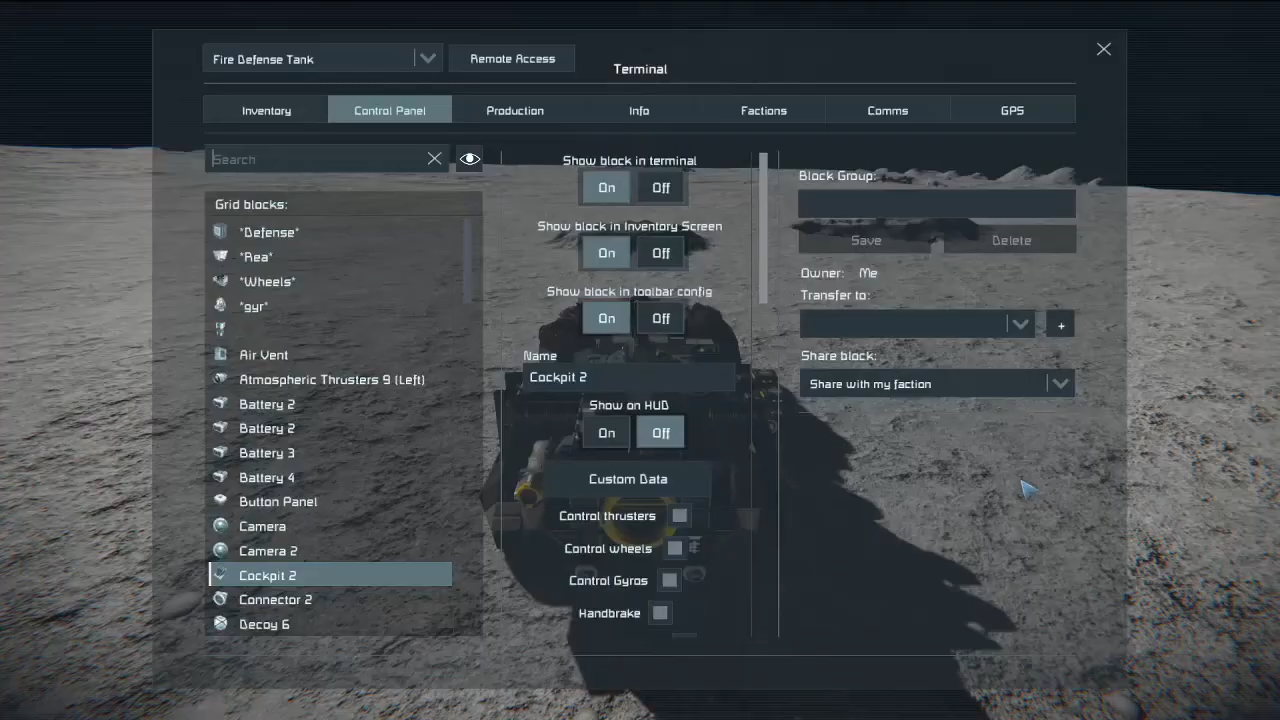 Fire Defense Tank
Remote Access
Terminal
Inventory
Control Panel
Production
Info
Factions
Comms
GPS
Search
Grid blocks:
*Defense*
*Rea*
*Wheels*
*gyr*
Air Vent
Atmospheric Thrusters 9 (Left)
Battery 2
Battery 2
Battery 3
Battery 4
Button Panel
Camera
Camera 2
Cockpit 2
Connector 2
Decoy 6
Show block in terminal
On Off
Show block in Inventory Screen
On Off
Show block in toolbar config
On Off
Name
Cockpit 2
Show on HUD
On Off
Custom Data
Control thrusters
Control wheels
Control Gyros
Handbrake
Block Group:
Save Delete
Owner: Me
Transfer to:
+
Share block:
Share with my faction